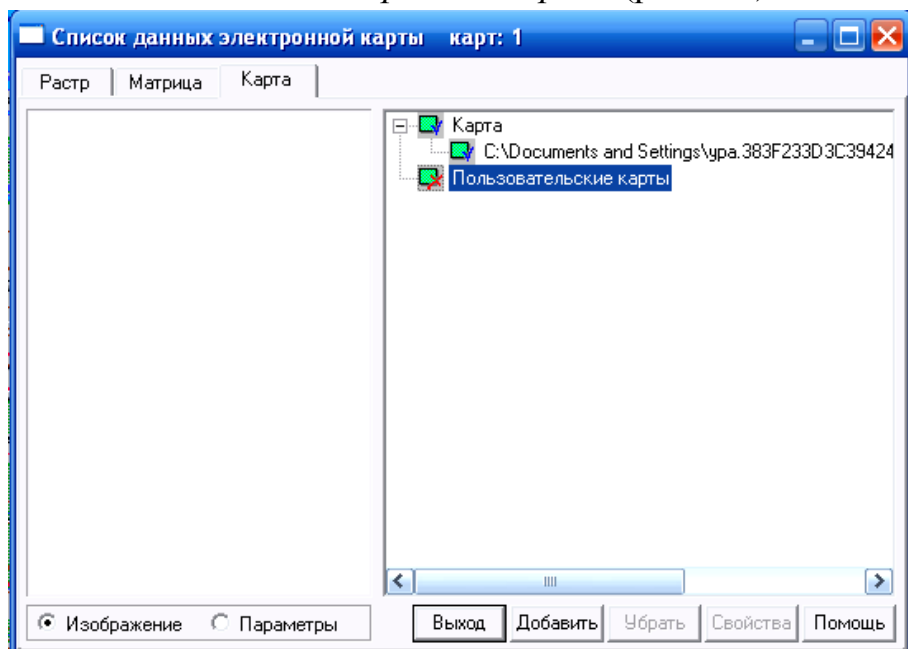 Список данных электронной карты карт: 1
Растр Матрица Карта
Карта
C:\Documents and Settings\ура.383F233D3C39424
Пользовательские карты
Изображение Параметры
Выход Добавить Убрать Свойства Помощь